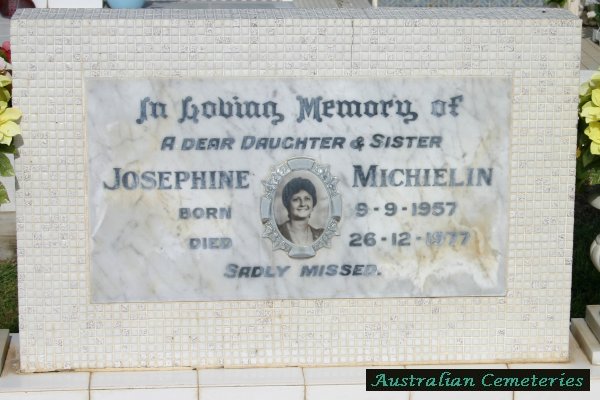 In Loving Memory of
A DEAR DAUGHTER & SISTER
JOSEPHINE MICHIELIN
BORN 9-9-1957
DIED 26-12-1977
SADLY MISSED.
Australian Cemeteries